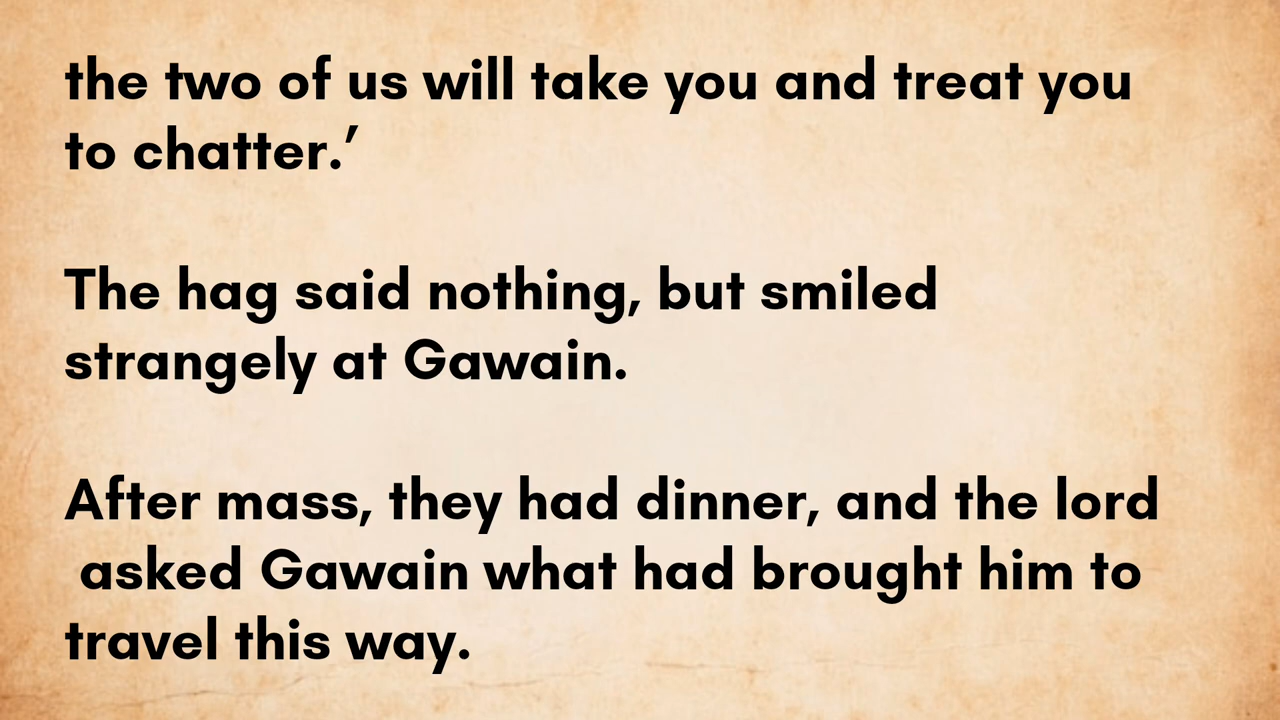 the two of us will take you and treat you
to chatter.’
The hag said nothing, but smiled
strangely at Gawain.
After mass, they had dinner, and the lord
asked Gawain what had brought him to
travel this way.